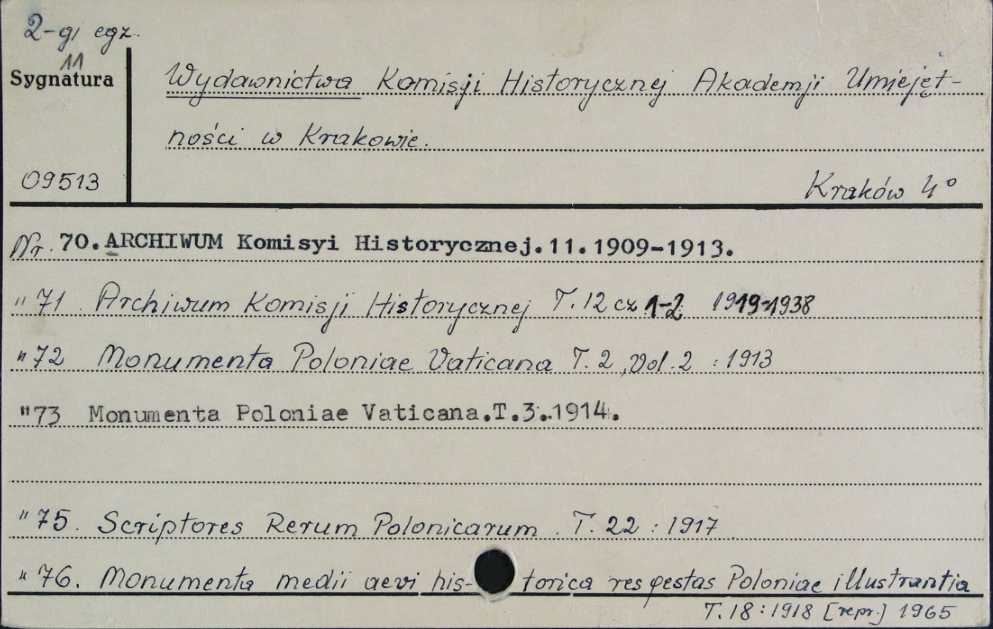 2-gi egz.
11
Sygnatura
Wydawnictwa Komisji Historycznej Akademji Umiejęt-
ności w Krakowie.
09513
Kraków 4°
Nr. 70. ARCHIWUM Komisyi Historycznej.11.1909-1913.
" 71 Archiwum Komisji Historycznej T. 12 cz 1-2 1919-1938
" 72 Monumenta Poloniae Vaticana T. 2, Vol. 2 : 1913
" 73 Monumenta Poloniae Vaticana.T.3.1914.
" 75. Scriptores Rerum Polonicarum. T. 22 : 1917
" 76. Monumenta medii aevi his- torica res gestas Poloniae illustrantia
T. 18 : 1918 [repr.] 1965